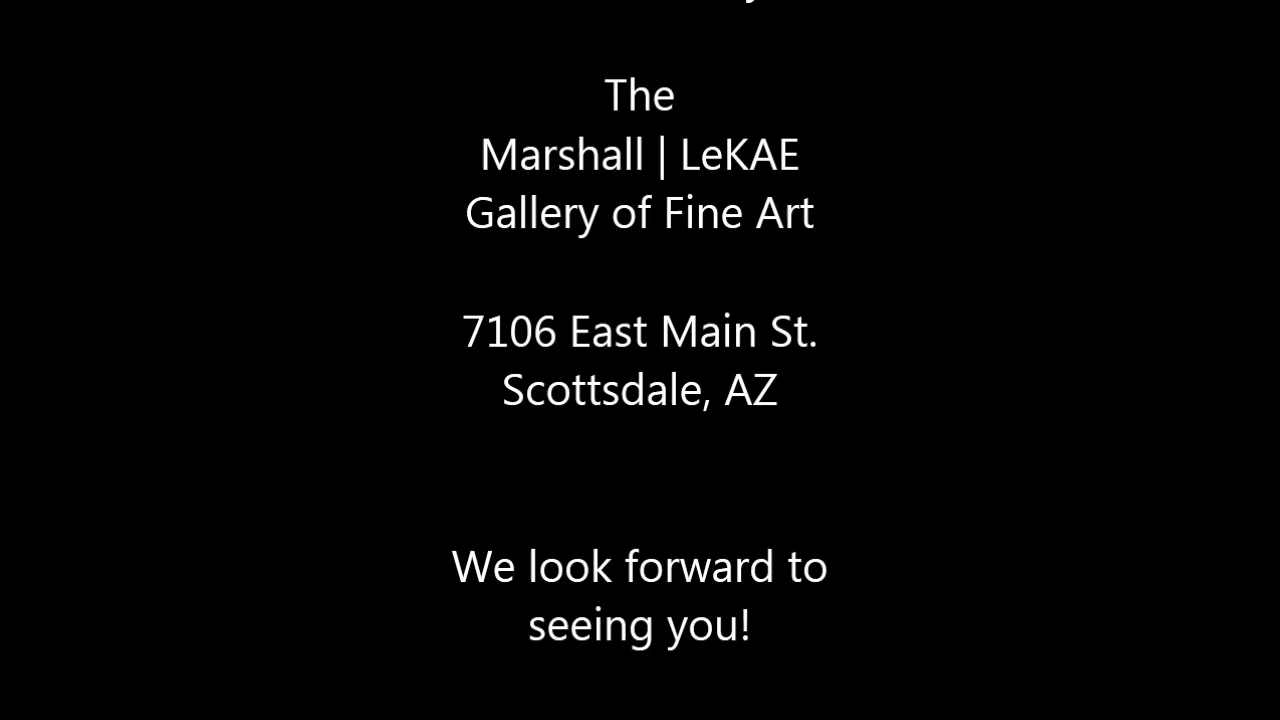 The
Marshall | LeKAE
Gallery of Fine Art
7106 East Main St.
Scottsdale, AZ
We look forward to
seeing you!